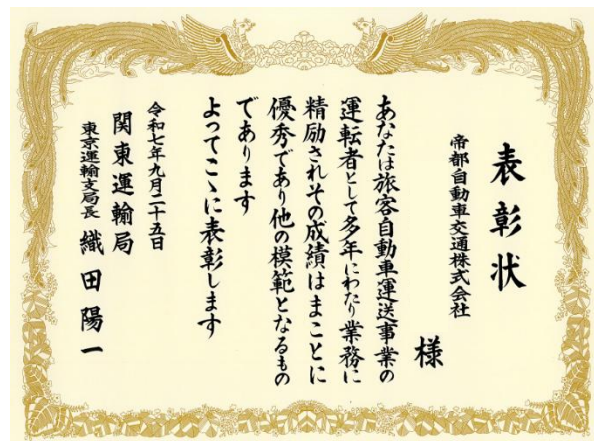 表彰状
帝都自動車交通株式会社
様
あなたは旅客自動車運送事業の
運転者として多年にわたり業務に
精励されその成績はまことに
優秀であり他の模範となるもの
であります
よってこゝに表彰します
令和七年九月二十五日
関東運輸局
東京運輸支局長 織田陽一